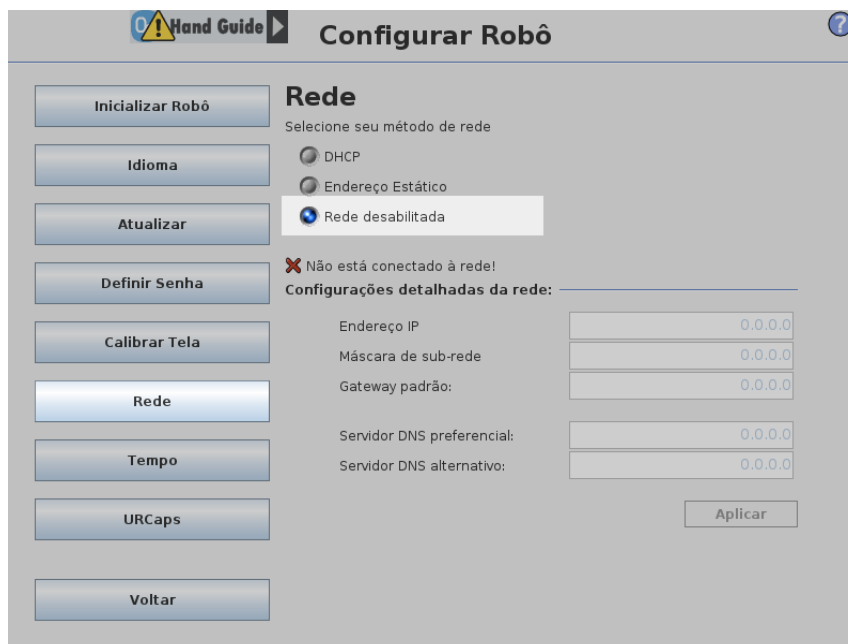 Hand Guide
Configurar Robô
?
Inicializar Robô
Idioma
Atualizar
Definir Senha
Calibrar Tela
Rede
Tempo
URCaps
Voltar
Rede
Selecione seu método de rede
DHCP
Endereço Estático
Rede desabilitada
Não está conectado à rede!
Configurações detalhadas da rede:
Endereço IP 0.0.0.0
Máscara de sub-rede 0.0.0.0
Gateway padrão: 0.0.0.0
Servidor DNS preferencial: 0.0.0.0
Servidor DNS alternativo: 0.0.0.0
Aplicar